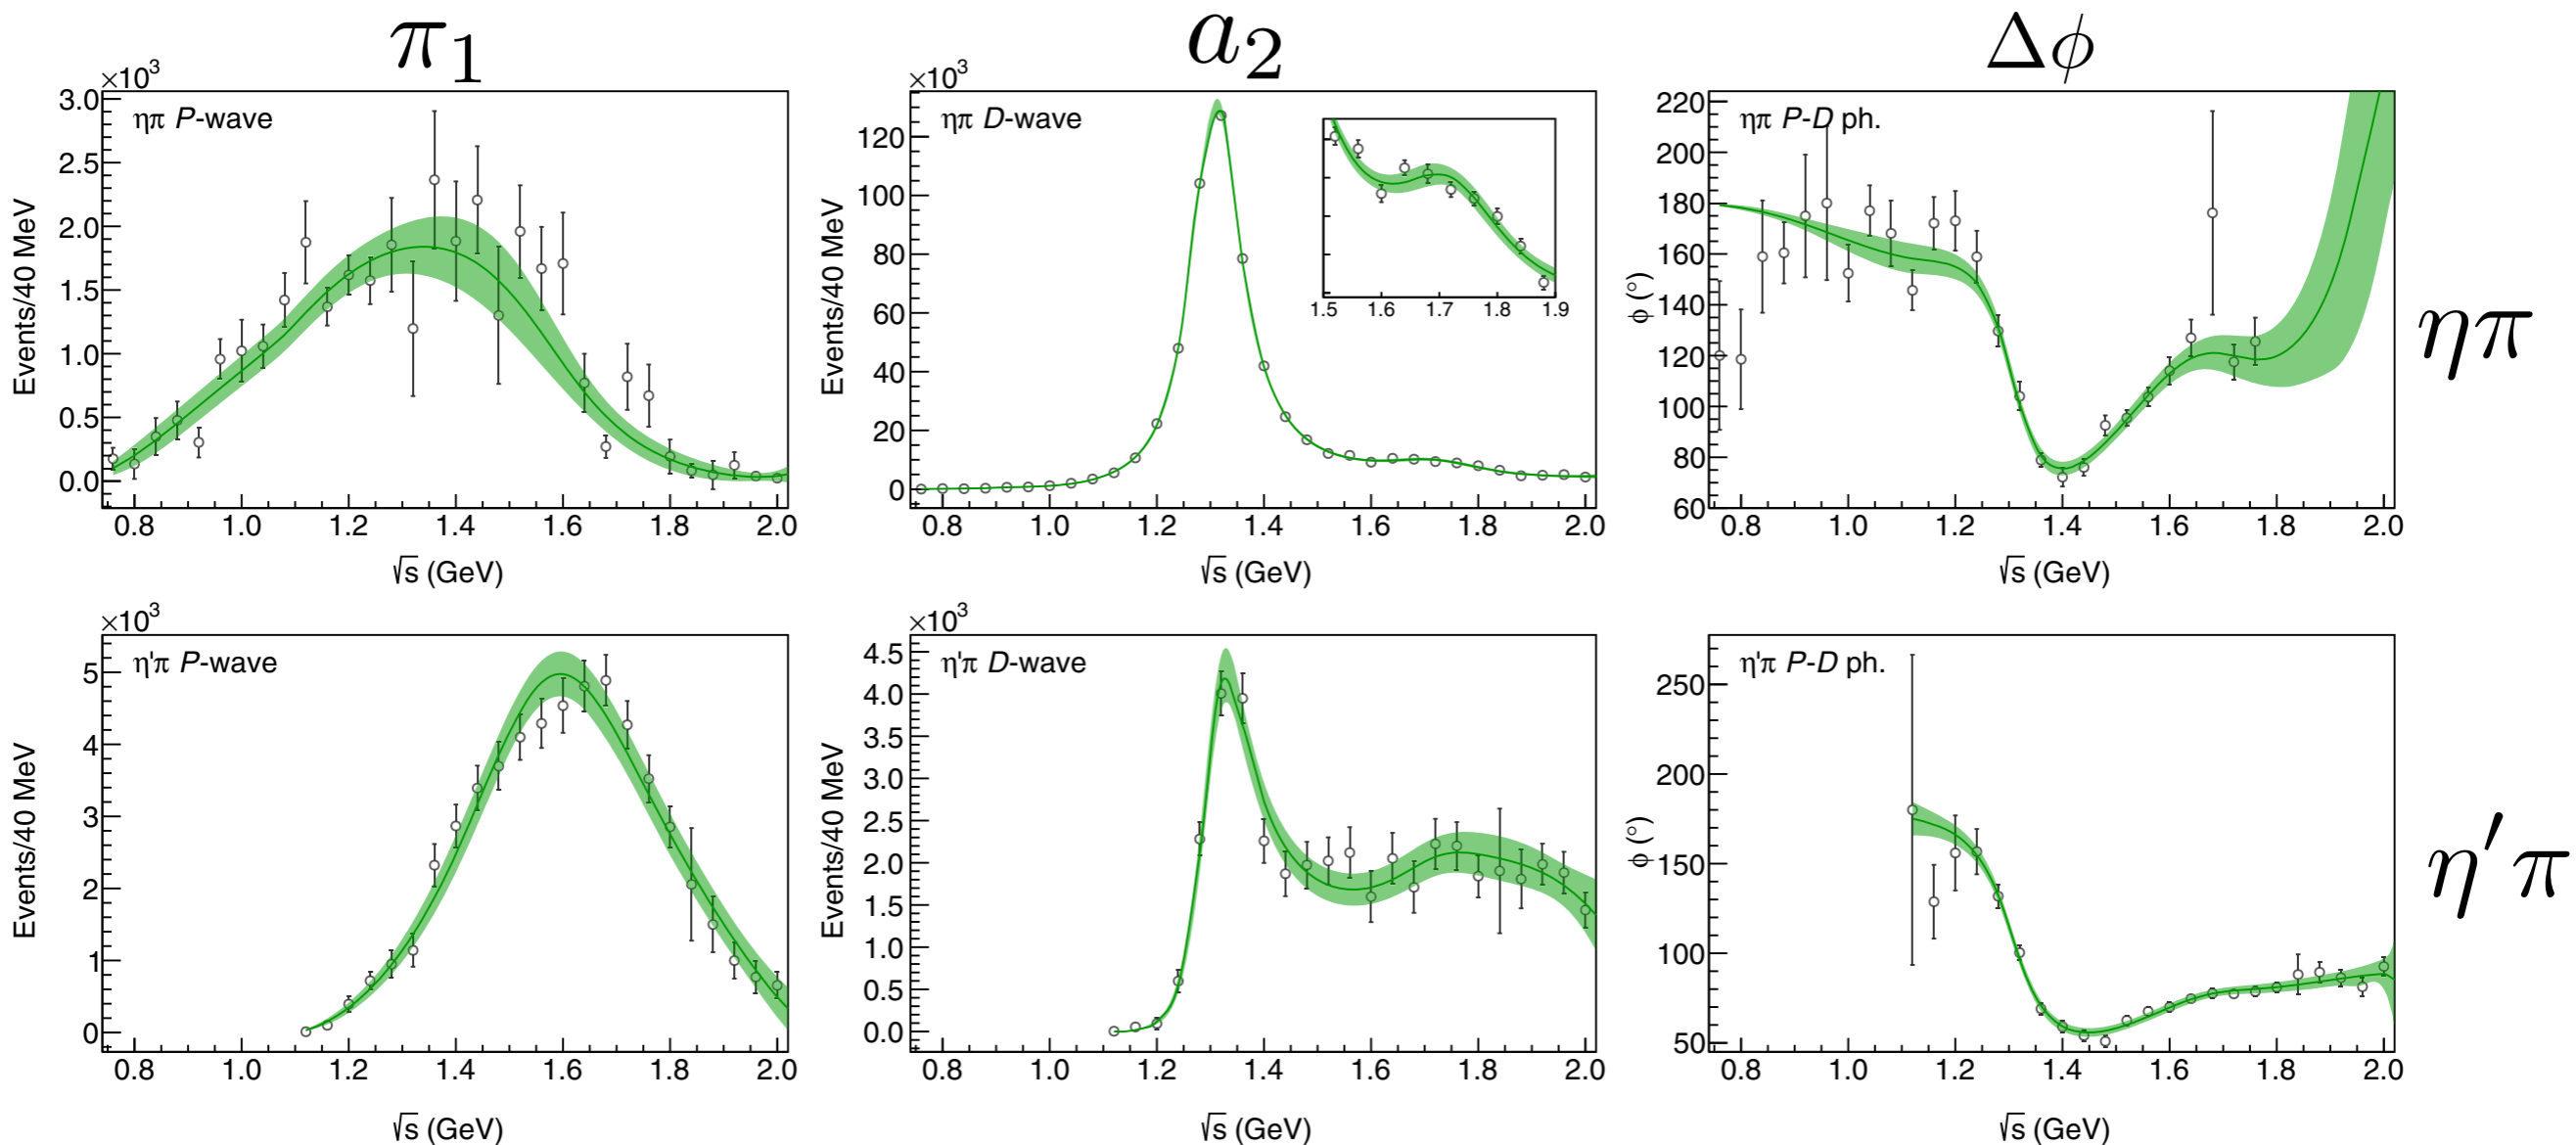 π₁ a₂ Δϕ
×10³
ηπ P-wave
3.0
2.5
2.0
1.5
1.0
0.5
0.0
Events/40 MeV
0.8 1.0 1.2 1.4 1.6 1.8 2.0
√s (GeV)
×10³
ηπ D-wave
120
100
80
60
40
20
0
Events/40 MeV
1.5 1.6 1.7 1.8 1.9
0.8 1.0 1.2 1.4 1.6 1.8 2.0
√s (GeV)
ηπ P-D ph.
220
200
180
160
140
120
100
80
60
ϕ (°)
0.8 1.0 1.2 1.4 1.6 1.8 2.0
√s (GeV)
ηπ
×10³
η'π P-wave
5
4
3
2
1
0
Events/40 MeV
0.8 1.0 1.2 1.4 1.6 1.8 2.0
√s (GeV)
×10³
η'π D-wave
4.5
4.0
3.5
3.0
2.5
2.0
1.5
1.0
0.5
0.0
Events/40 MeV
0.8 1.0 1.2 1.4 1.6 1.8 2.0
√s (GeV)
η'π P-D ph.
250
200
150
100
50
ϕ (°)
0.8 1.0 1.2 1.4 1.6 1.8 2.0
√s (GeV)
η′π